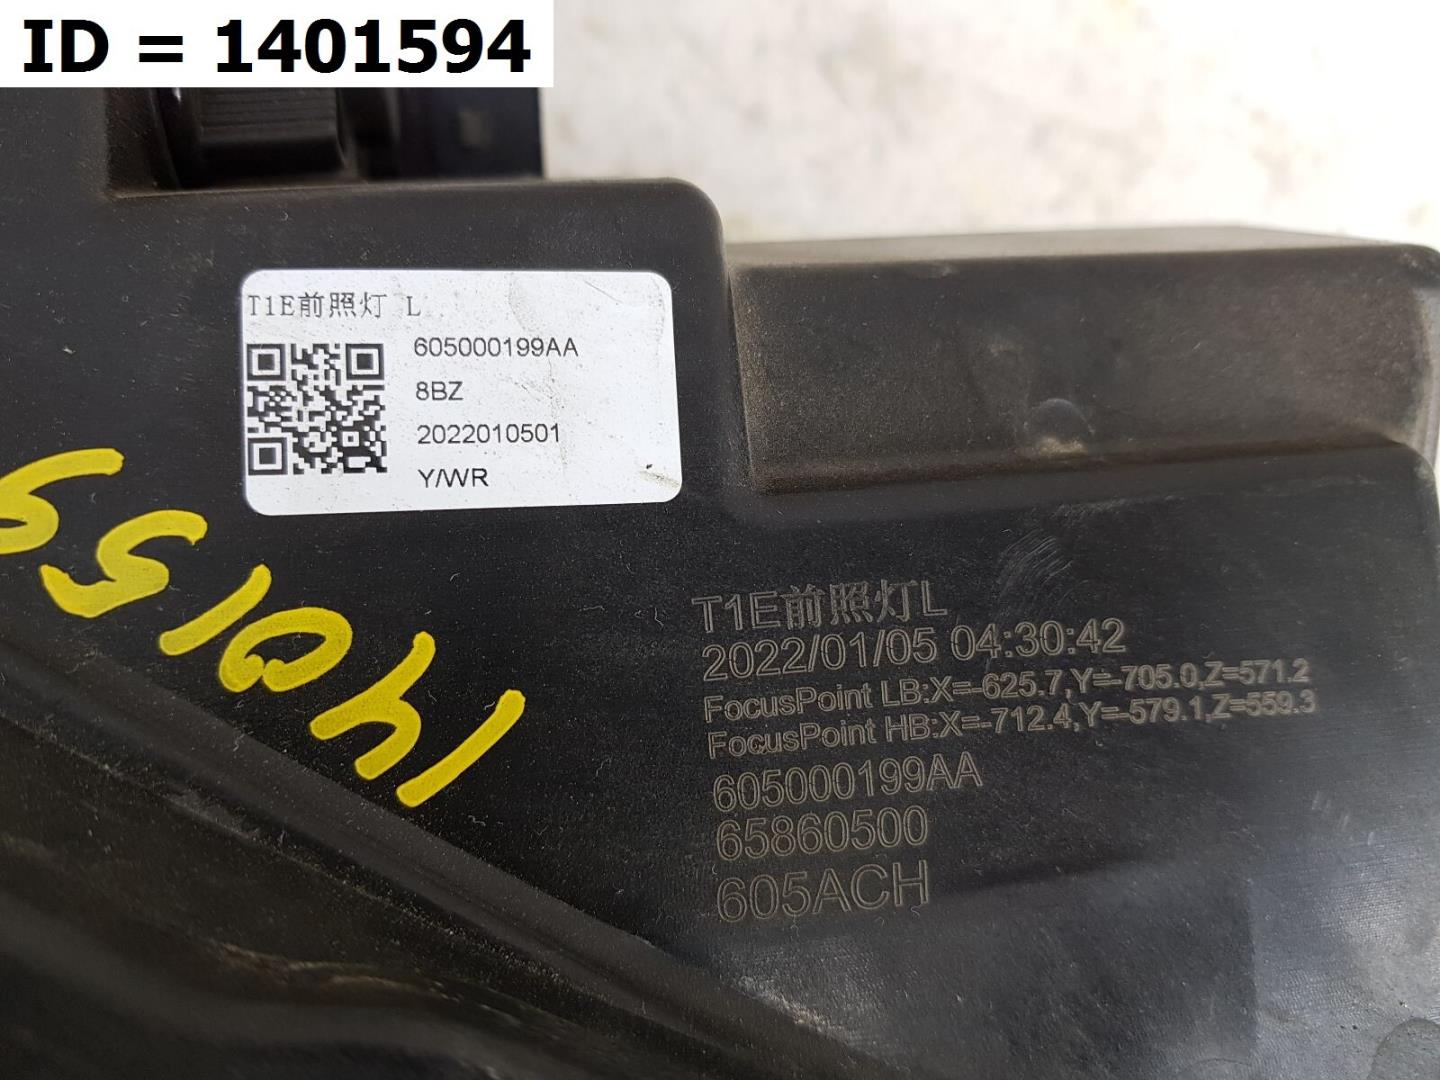 ID = 1401594
T1E前照灯 L
605000199AA
8BZ
2022010501
Y/WR
140159
T1E前照灯L
2022/01/05 04:30:42
FocusPoint LB:X=-625.7,Y=-705.0,Z=571.2
FocusPoint HB:X=-712.4,Y=-579.1,Z=559.3
605000199AA
65860500
605ACH